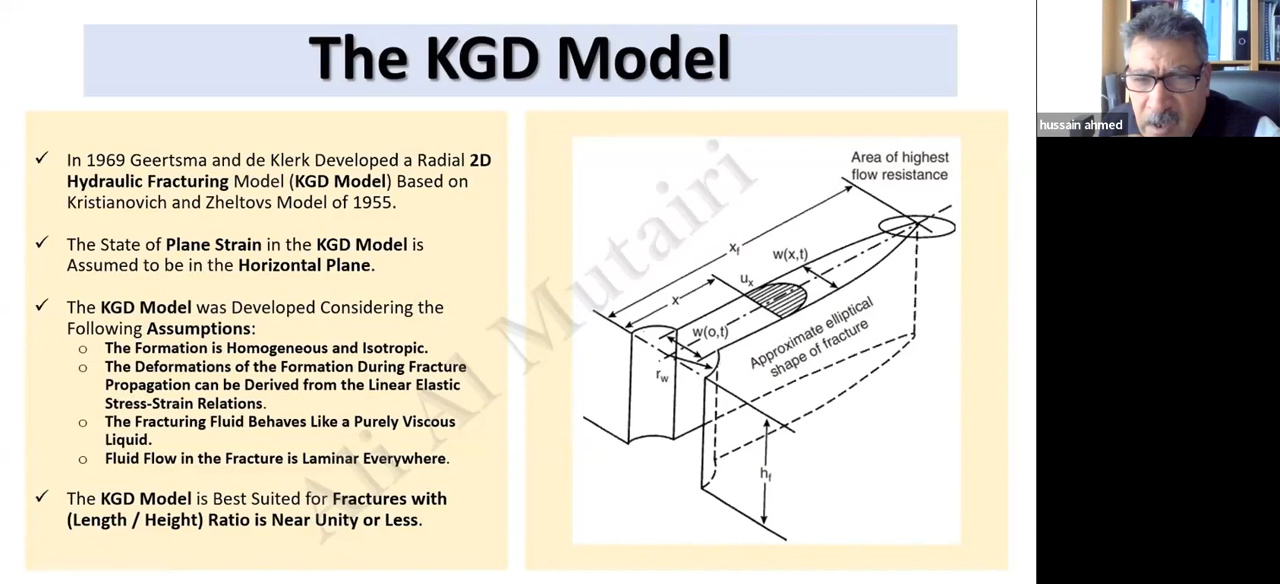 The KGD Model
✓ In 1969 Geertsma and de Klerk Developed a Radial 2D
Hydraulic Fracturing Model (KGD Model) Based on
Kristianovich and Zheltovs Model of 1955.
✓ The State of Plane Strain in the KGD Model is
Assumed to be in the Horizontal Plane.
✓ The KGD Model was Developed Considering the
Following Assumptions:
o The Formation is Homogeneous and Isotropic.
o The Deformations of the Formation During Fracture
Propagation can be Derived from the Linear Elastic
Stress-Strain Relations.
o The Fracturing Fluid Behaves Like a Purely Viscous
Liquid.
o Fluid Flow in the Fracture is Laminar Everywhere.
✓ The KGD Model is Best Suited for Fractures with
(Length / Height) Ratio is Near Unity or Less.
Area of highest
flow resistance
xf
w(x,t)
ux
x
w(o,t)
rw
Approximate elliptical
shape of fracture
hf
Ali Al Mutairi
hussain ahmed